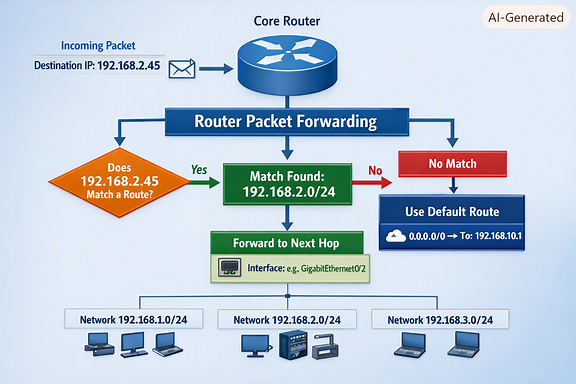 AI-Generated
Core Router
Incoming Packet
Destination IP: 192.168.2.45
Router Packet Forwarding
Does
192.168.2.45
Match a Route?
Yes
Match Found:
192.168.2.0/24
No
No Match
Use Default Route
0.0.0.0/0 → To: 192.168.10.1
Forward to Next Hop
Interface: e.g. GigabitEthernet0/2
Network 192.168.1.0/24
Network 192.168.2.0/24
Network 192.168.3.0/24